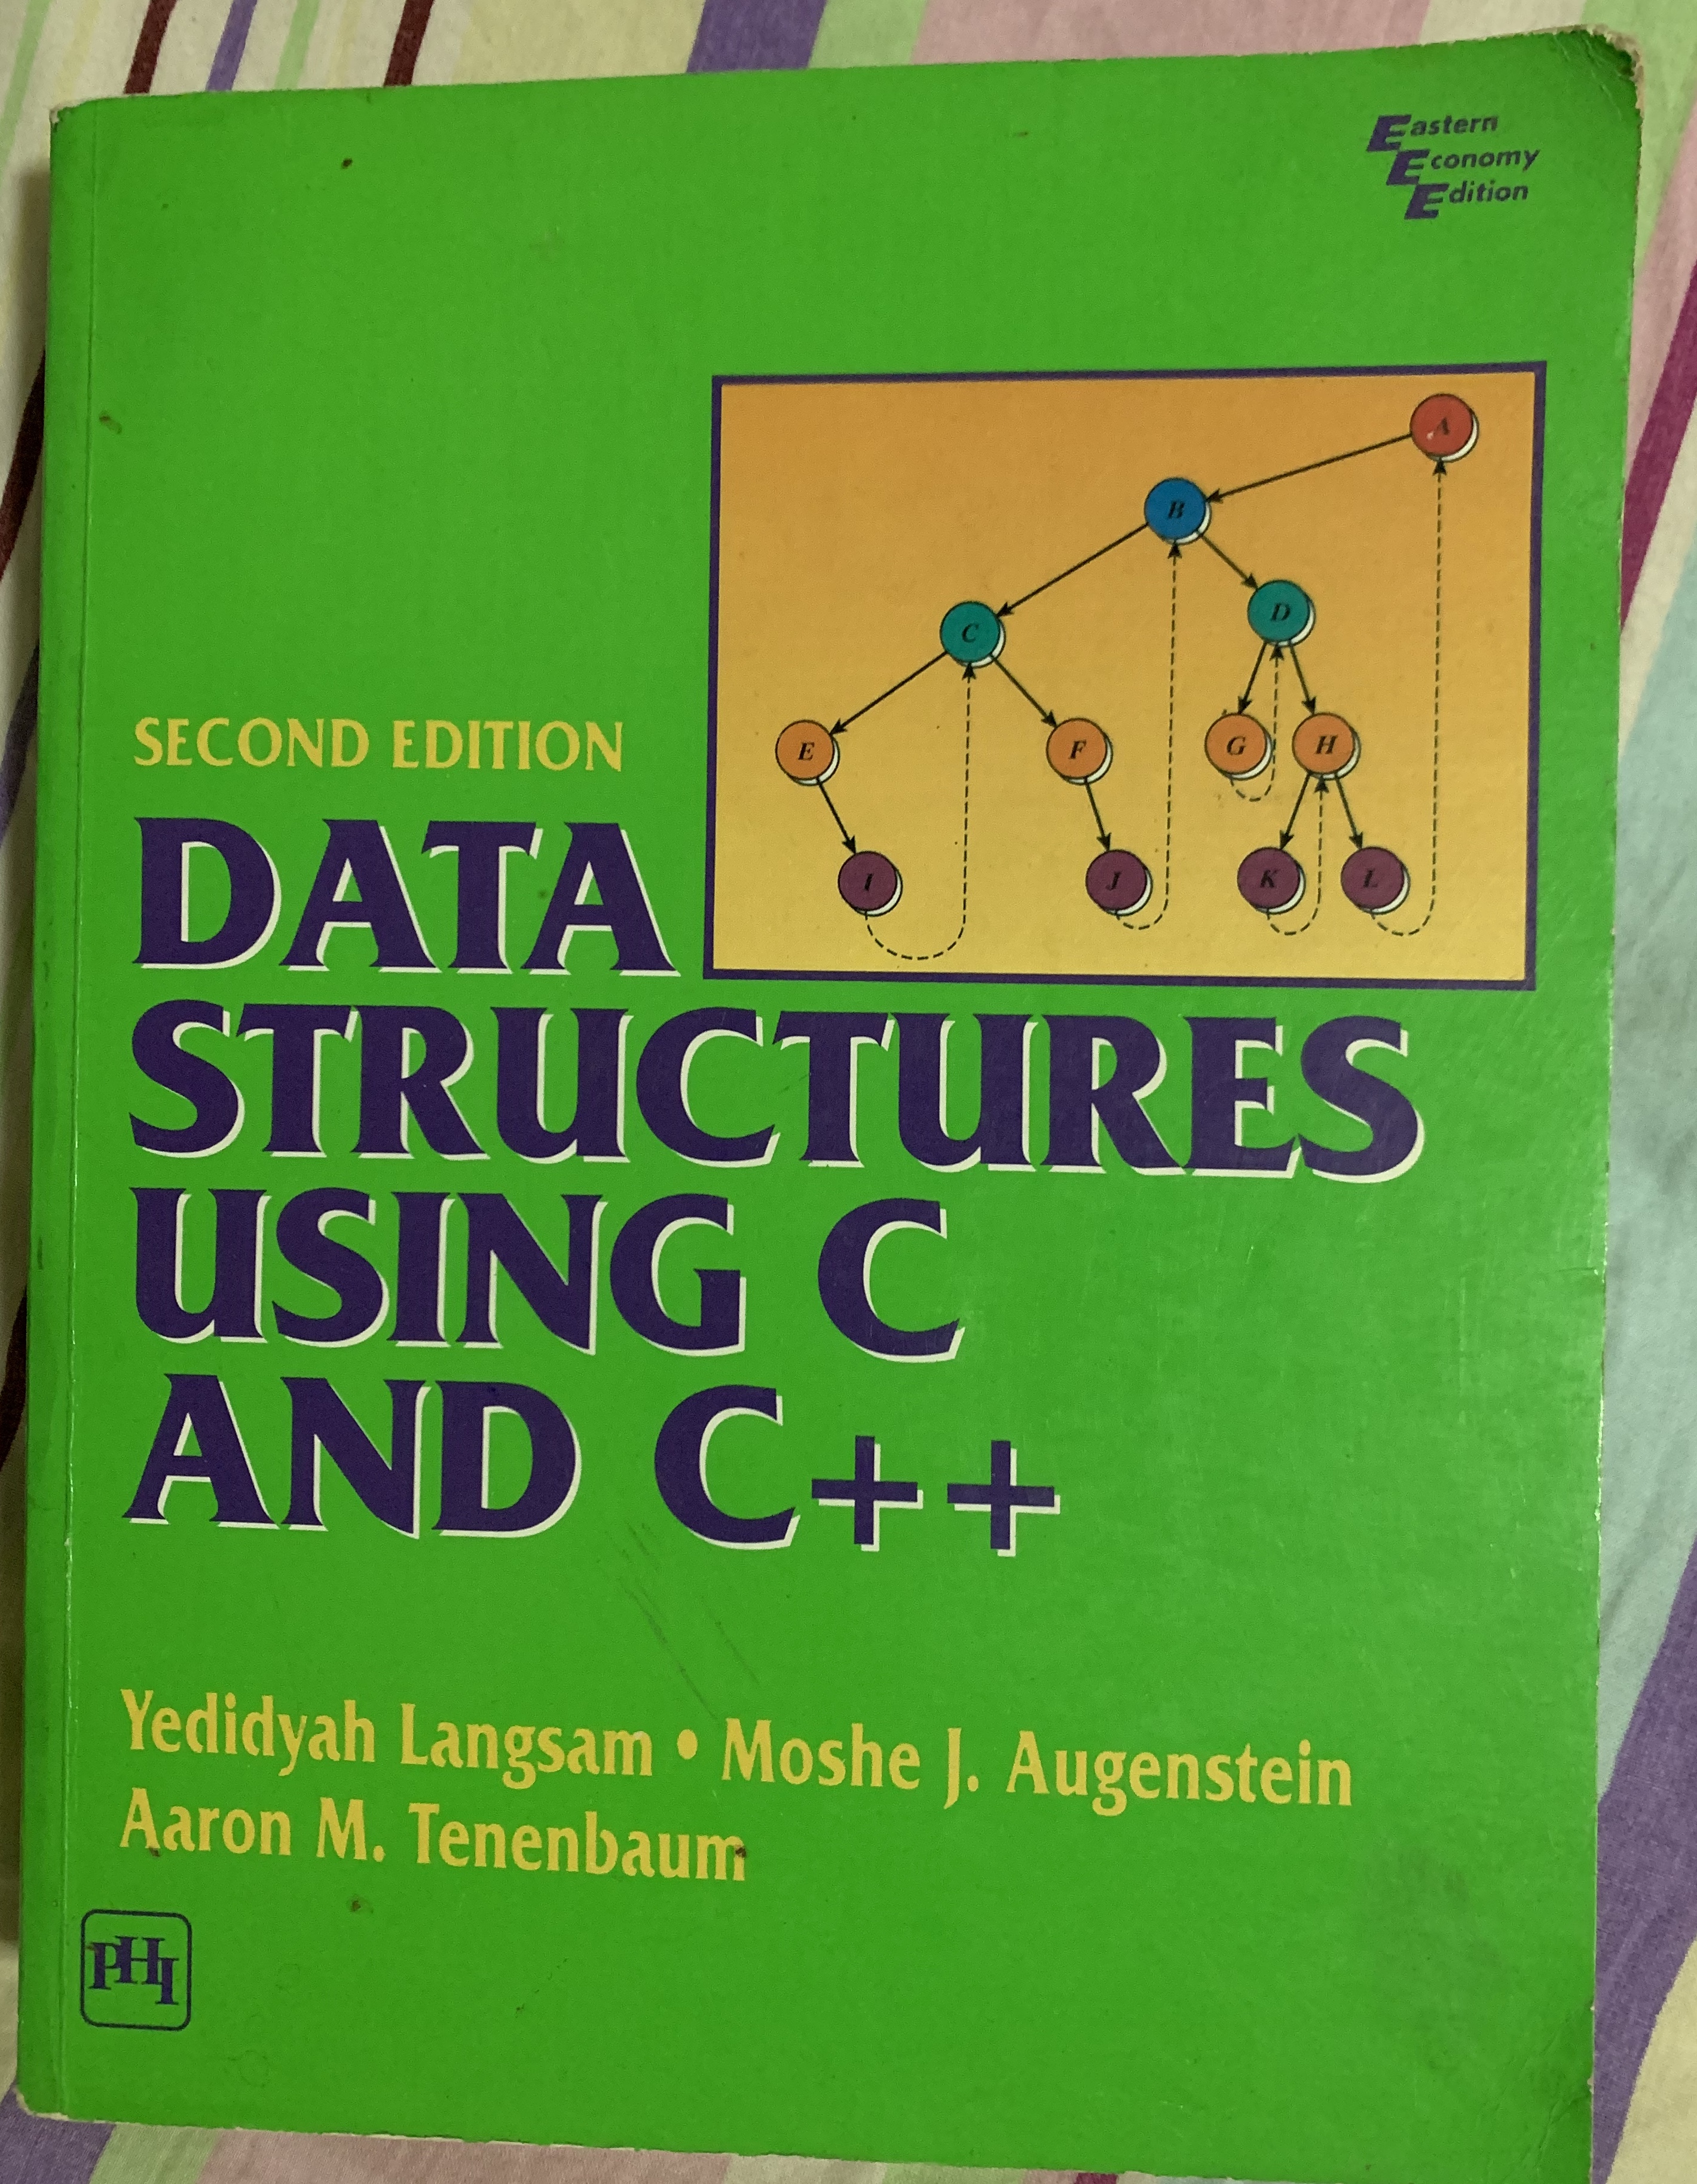 Eastern
Economy
Edition
A
B
C
D
E
F
G
H
I
J
K
L
SECOND EDITION
DATA
STRUCTURES
USING C
AND C++
Yedidyah Langsam • Moshe J. Augenstein
Aaron M. Tenenbaum
PHI